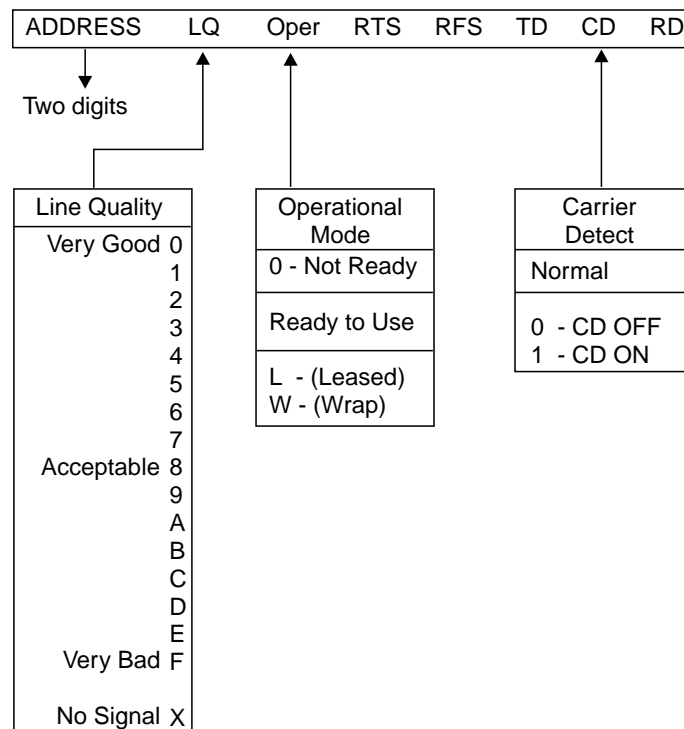 ADDRESS LQ Oper RTS RFS TD CD RD
Two digits
Line Quality
Very Good 0
1
2
3
4
5
6
7
Acceptable 8
9
A
B
C
D
E
Very Bad F
No Signal X
Operational
Mode
0 - Not Ready
Ready to Use
L - (Leased)
W - (Wrap)
Carrier
Detect
Normal
0 - CD OFF
1 - CD ON